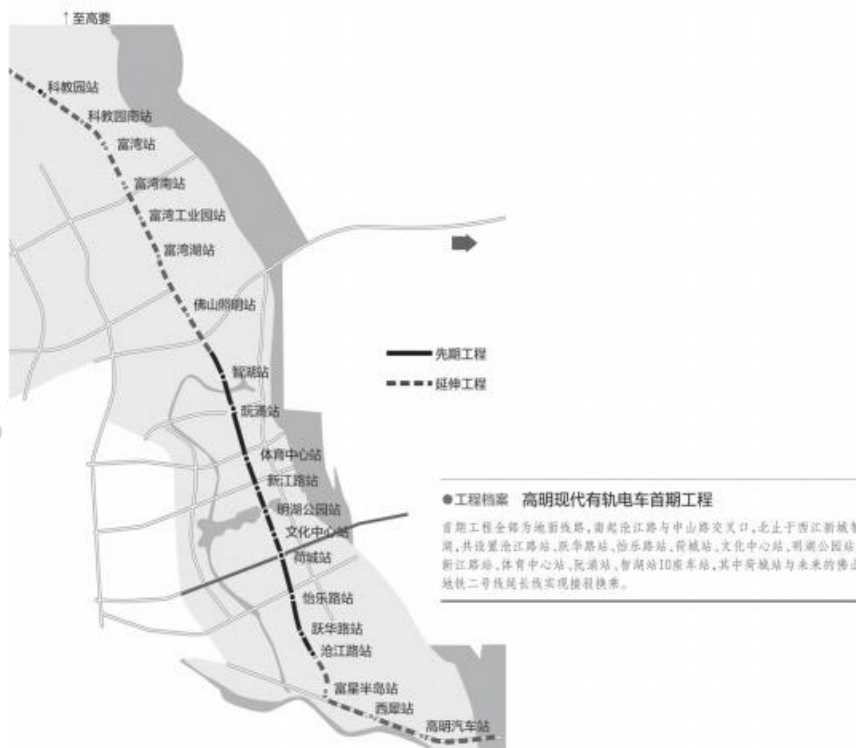 ↑至高要
科教园站
科教园南站
富湾站
富湾南站
富湾工业园站
富湾湖站
佛山照明站
智湖站
阮涌站
体育中心站
新江路站
明湖公园站
文化中心站
荷城站
怡乐路站
跃华路站
沧江路站
富星半岛站
西犀站
高明汽车站
先期工程
延伸工程
●工程档案 高明现代有轨电车首期工程
首期工程全部为地面线路,南起沧江路与中山路交叉口,北止于西江新城智
湖,共设置沧江路站、跃华路站、怡乐路站、荷城站、文化中心站、明湖公园站
新江路站、体育中心站、阮涌站、智湖站10座车站,其中荷城站与未来的佛山
地铁二号线延长线实现接驳换乘。